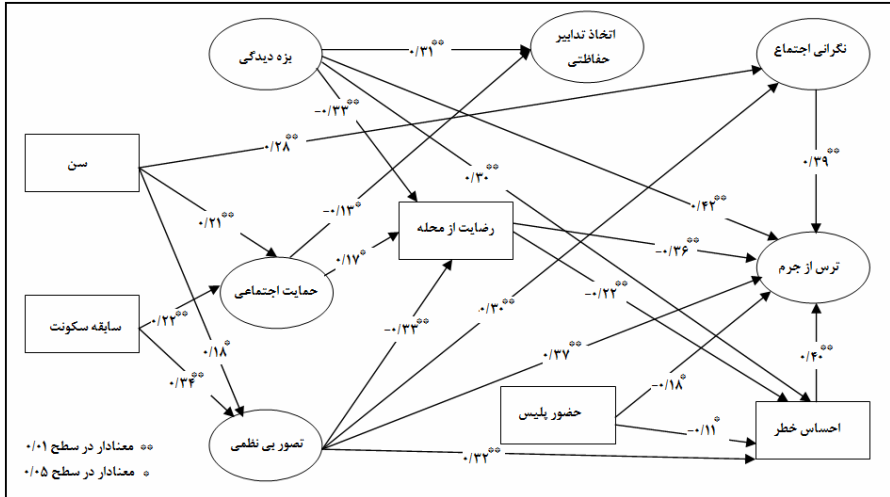 بزه دیدگی
اتخاذ تدابیر
حفاظتی
نگرانی اجتماع
۰/۳۱**
-۰/۳۳**
۰/۲۸**
۰/۳۹**
سن
۰/۳۰**
۰/۴۲**
-۰/۱۳*
۰/۲۱**
رضایت از محله
-۰/۳۶**
ترس از جرم
۰/۱۷*
حمایت اجتماعی
-۰/۲۲**
۰/۳۰**
سابقه سکونت
۰/۲۲**
-۰/۳۳**
۰/۱۸*
۰/۳۷**
۰/۴۰**
۰/۳۴**
-۰/۱۸*
حضور پلیس
احساس خطر
-۰/۱۱*
تصور بی نظمی
۰/۳۲**
** معنادار در سطح ۰/۰۱
* معنادار در سطح ۰/۰۵